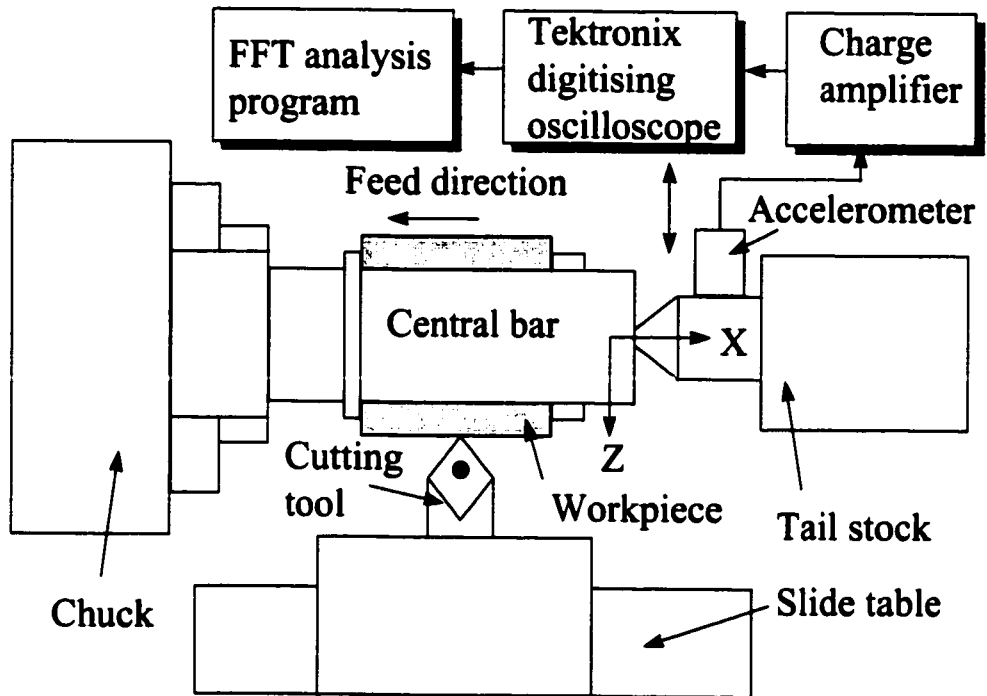 FFT analysis
program
Tektronix
digitising
oscilloscope
Charge
amplifier
Feed direction
Accelerometer
Central bar
X
Z
Cutting
tool
Workpiece
Tail stock
Chuck
Slide table